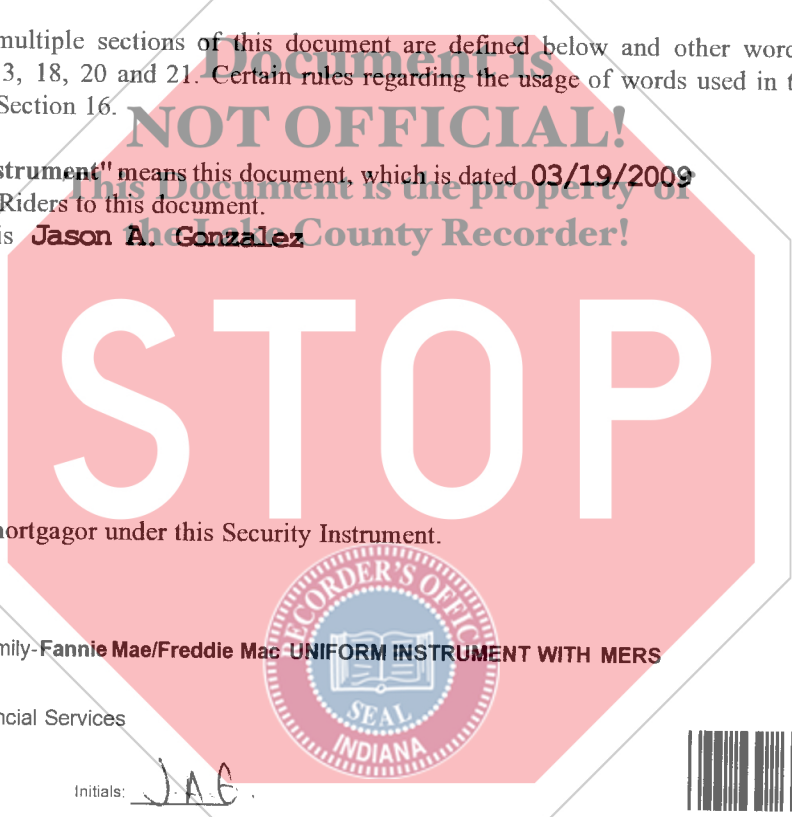 multiple sections of this document are defined below and other word
3, 18, 20 and 21. Certain rules regarding the usage of words used in t
Section 16.
Document is
NOT OFFICIAL!
This Document is the property of
the Lake County Recorder!
strument" means this document, which is dated 03/19/2009
Riders to this document.
is Jason A. Gonzalez
STOP
mortgagor under this Security Instrument.
RECORDER'S OFFIC
SEAL
INDIANA
mily-Fannie Mae/Freddie Mac UNIFORM INSTRUMENT WITH MERS
ncial Services
Initials: J.A.G.